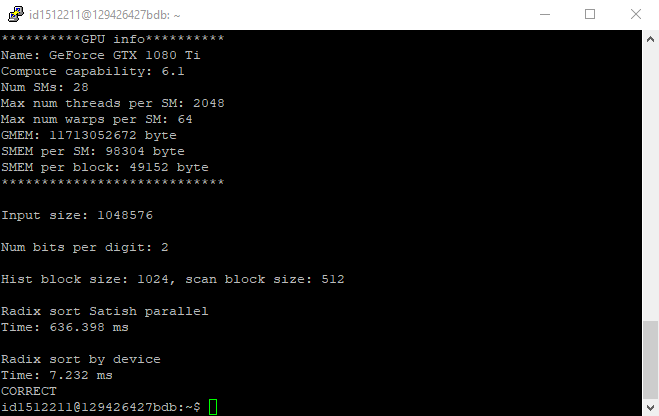 id1512211@129426427bdb: ~
**********GPU info**********
Name: GeForce GTX 1080 Ti
Compute capability: 6.1
Num SMs: 28
Max num threads per SM: 2048
Max num warps per SM: 64
GMEM: 11713052672 byte
SMEM per SM: 98304 byte
SMEM per block: 49152 byte
****************************
Input size: 1048576
Num bits per digit: 2
Hist block size: 1024, scan block size: 512
Radix sort Satish parallel
Time: 636.398 ms
Radix sort by device
Time: 7.232 ms
CORRECT
id1512211@129426427bdb:~$